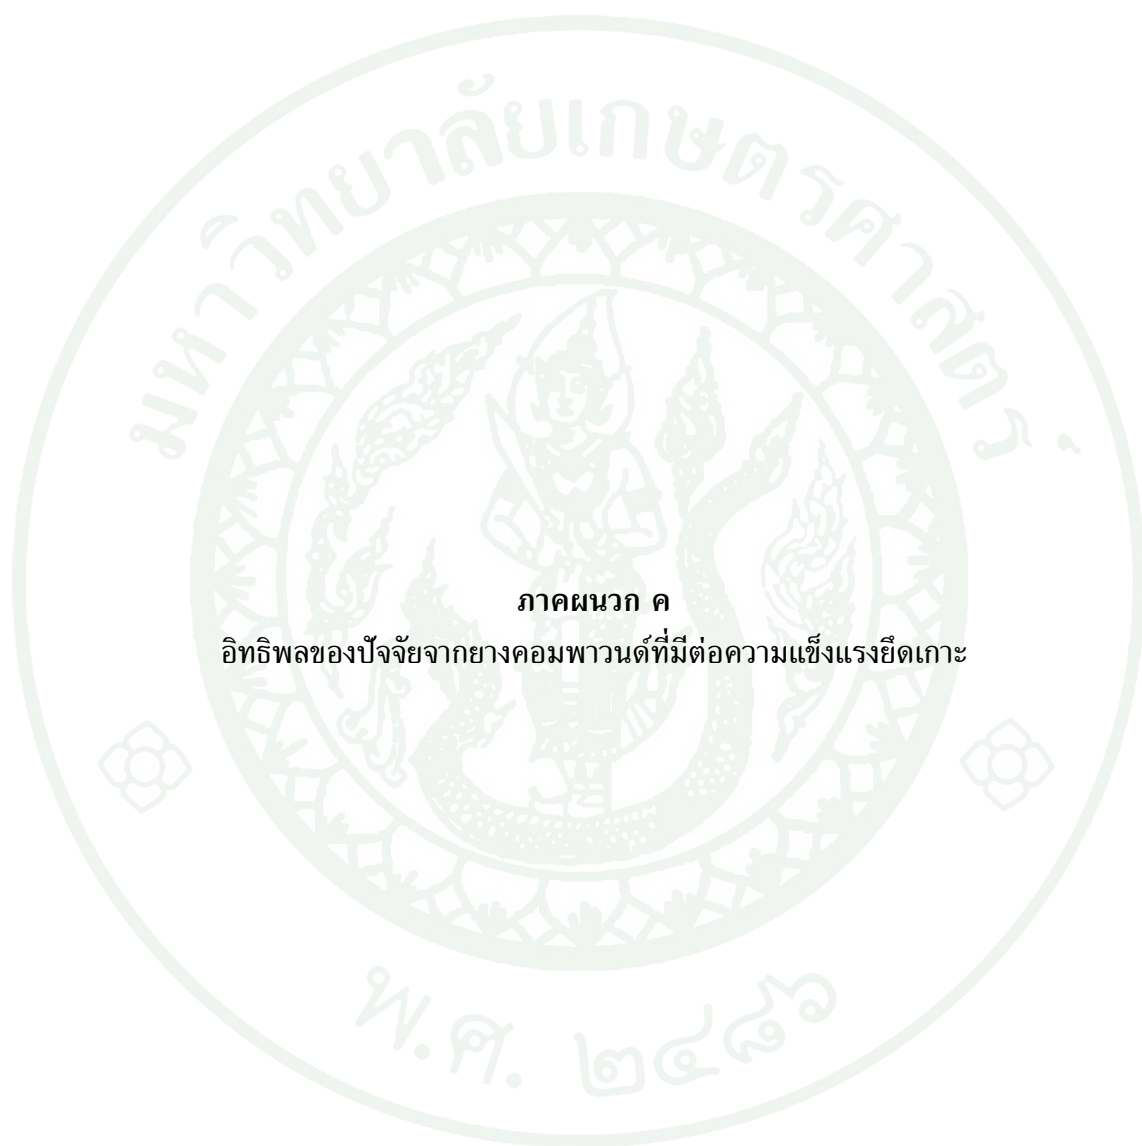 มหาวิทยาลัยเกษตรศาสตร์
ภาคผนวก ค
อิทธิพลของปัจจัยจากยางคอมพาวนด์ที่มีต่อความแข็งแรงยึดเกาะ
พ.ศ. ๒๔๘๖